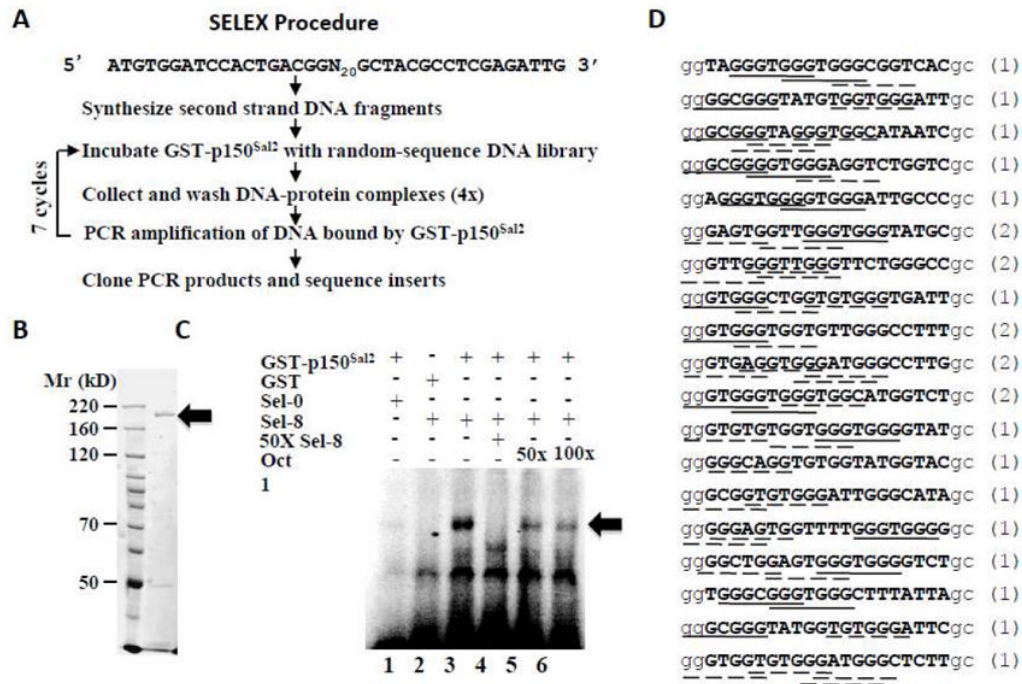 A
SELEX Procedure
5' ATGTGGATCCACTGACGGN20GCTACGCCTCGAGATTG 3'
Synthesize second strand DNA fragments
Incubate GST-p150Sal2 with random-sequence DNA library
Collect and wash DNA-protein complexes (4x)
PCR amplification of DNA bound by GST-p150Sal2
Clone PCR products and sequence inserts
7 cycles
B
Mr (kD)
220
160
120
70
50
C
GST-p150Sal2 + - + + + +
GST - + - - - -
Sel-0 + - - - - -
Sel-8 - + + + + +
50X Sel-8 - - - + - -
Oct - - - - 50x 100x
1
1 2 3 4 5 6
D
ggTAGGGTGGGTGGGCGGTCACgc (1)
ggGGCGGGTATGTGGTGGGATTgc (1)
ggGCGGGTAGGGTGGCATAATCgc (1)
ggGCGGGGTGGGAGGTCTGGTCgc (1)
ggAGGGTGGGGTGGGATTGCCCgc (1)
ggGAGTGGTTGGGTGGGTATGCgc (2)
ggGTTGGGTTGGGTTCTGGGCCgc (2)
ggGTGGGCTGGTGTGGGTGATTgc (1)
ggGTGGGTGGTGTTGGGCCTTTgc (2)
ggGTGAGGTGGGATGGGCCTTGgc (2)
ggGTGGGTGGGTGGCATGGTCTgc (2)
ggGTGTGTGGTGGGTGGGGTATgc (1)
ggGGGCAGGTGTGGTATGGTACgc (1)
ggGCGGTGTGGGATTGGGCATAgc (1)
ggGGGAGTGGTTTTGGGTGGGGgc (1)
ggGGCTGGAGTGGGTGGGGTCTgc (1)
ggTGGGCGGGTGGGCTTTATTAgc (1)
ggGCGGGTATGGTGTGGGATTCgc (1)
ggGTGGTGTGGGATGGGCTCTTgc (1)